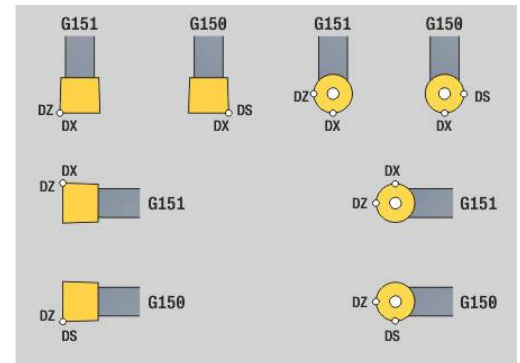 G151 G150 G151 G150
DZ DS DZ DS
DX DX DX DX
DX DX
DZ DZ
G151 G151
DZ G150 DZ G150
DS DS